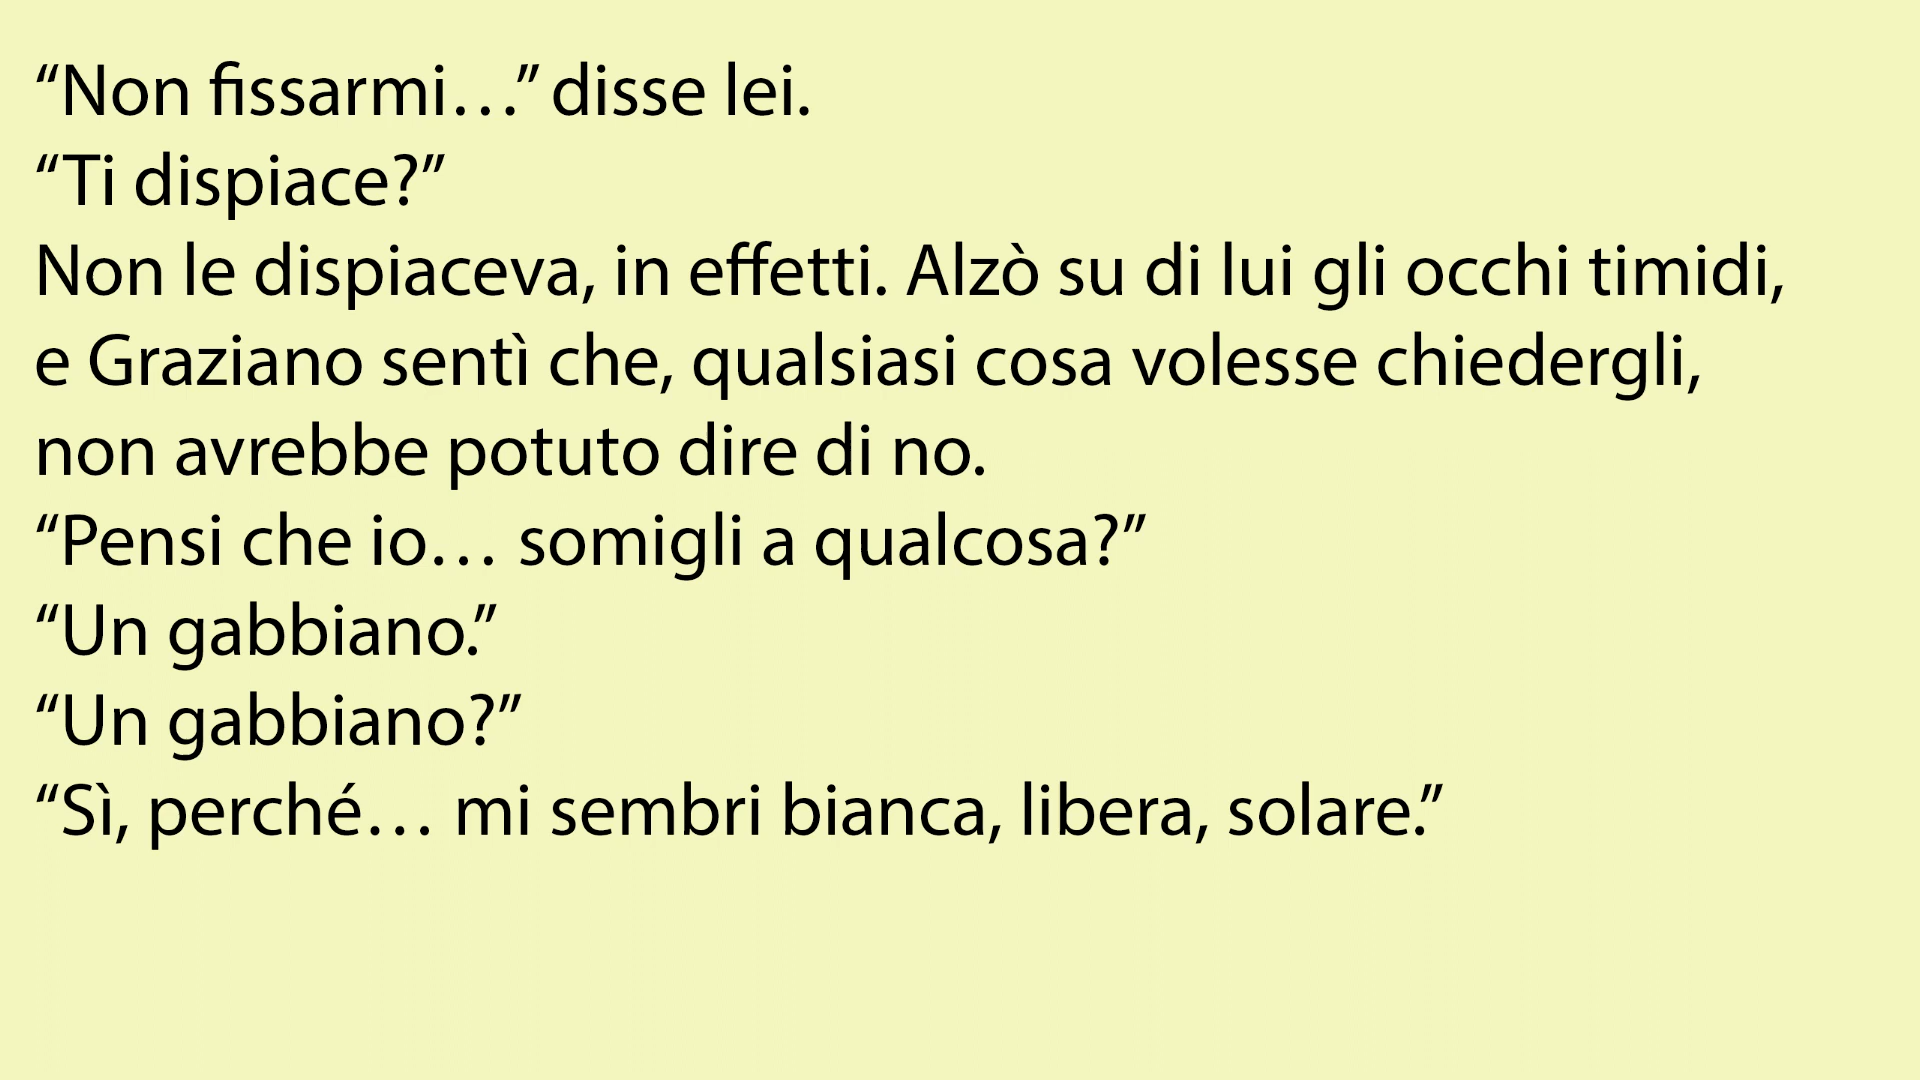 “Non fissarmi…” disse lei.
“Ti dispiace?”
Non le dispiaceva, in effetti. Alzò su di lui gli occhi timidi,
e Graziano sentì che, qualsiasi cosa volesse chiedergli,
non avrebbe potuto dire di no.
“Pensi che io… somigli a qualcosa?”
“Un gabbiano.”
“Un gabbiano?”
“Sì, perché… mi sembri bianca, libera, solare.”